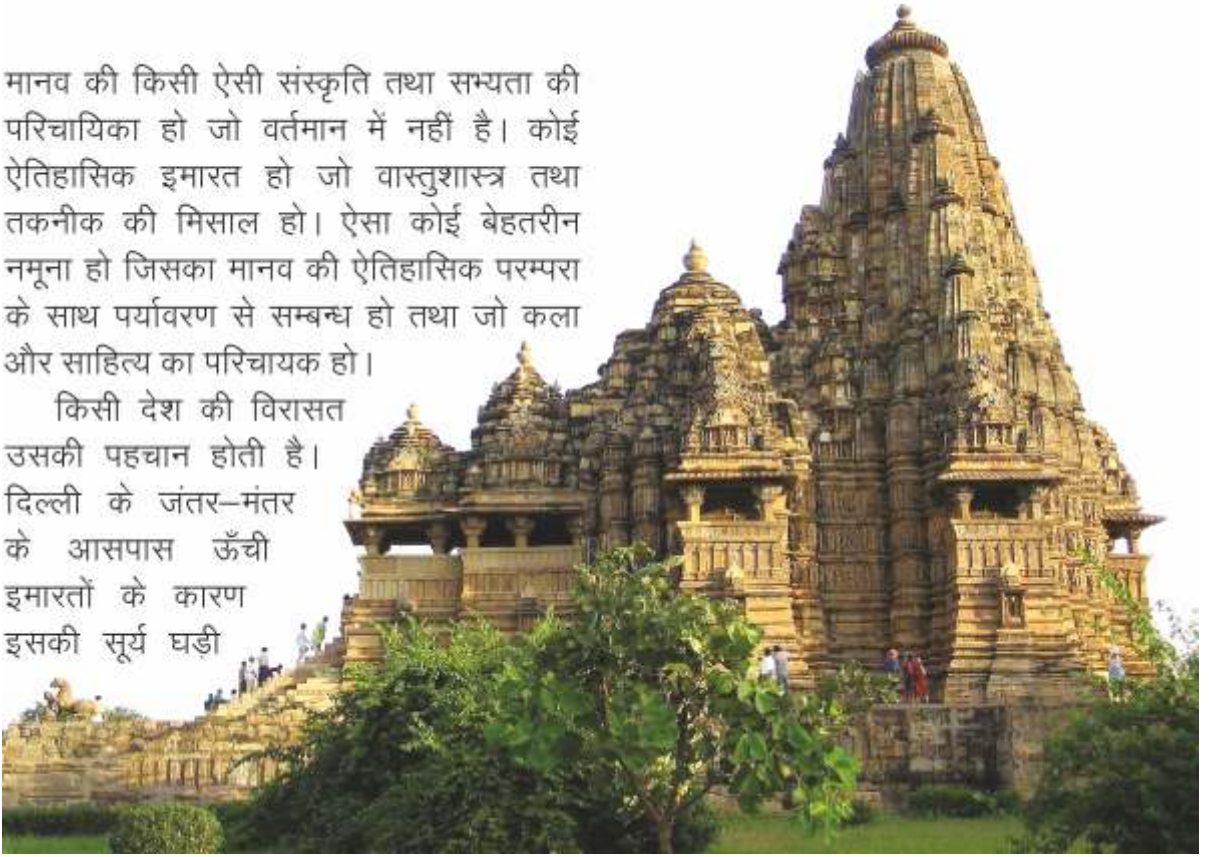 मानव की किसी ऐसी संस्कृति तथा सभ्यता की
परिचायिका हो जो वर्तमान में नहीं है। कोई
ऐतिहासिक इमारत हो जो वास्तुशास्त्र तथा
तकनीक की मिसाल हो। ऐसा कोई बेहतरीन
नमूना हो जिसका मानव की ऐतिहासिक परम्परा
के साथ पर्यावरण से सम्बन्ध हो तथा जो कला
और साहित्य का परिचायक हो।
किसी देश की विरासत
उसकी पहचान होती है।
दिल्ली के जंतर–मंतर
के आसपास ऊँची
इमारतों के कारण
इसकी सूर्य घड़ी